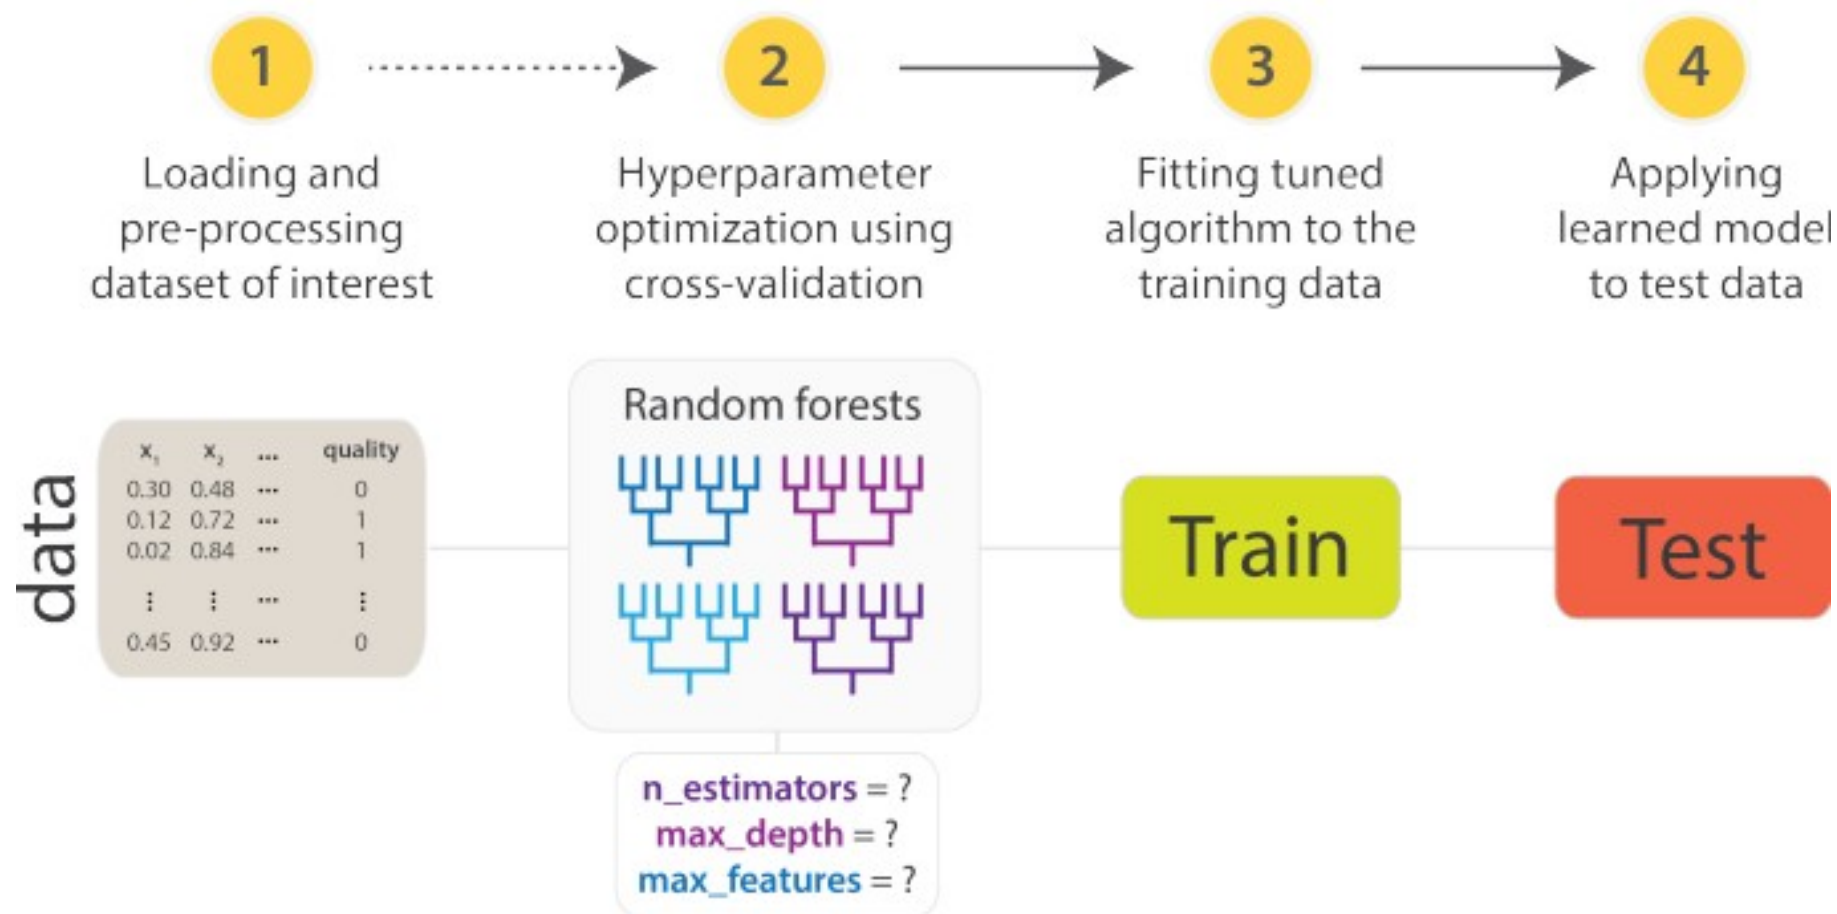 1
2
3
4
Loading and
pre-processing
dataset of interest
Hyperparameter
optimization using
cross-validation
Fitting tuned
algorithm to the
training data
Applying
learned model
to test data
data
x₁ x₂ ... quality
0.30 0.48 ... 0
0.12 0.72 ... 1
0.02 0.84 ... 1
⋮ ⋮ ... ⋮
0.45 0.92 ... 0
Random forests
n_estimators = ?
max_depth = ?
max_features = ?
Train
Test